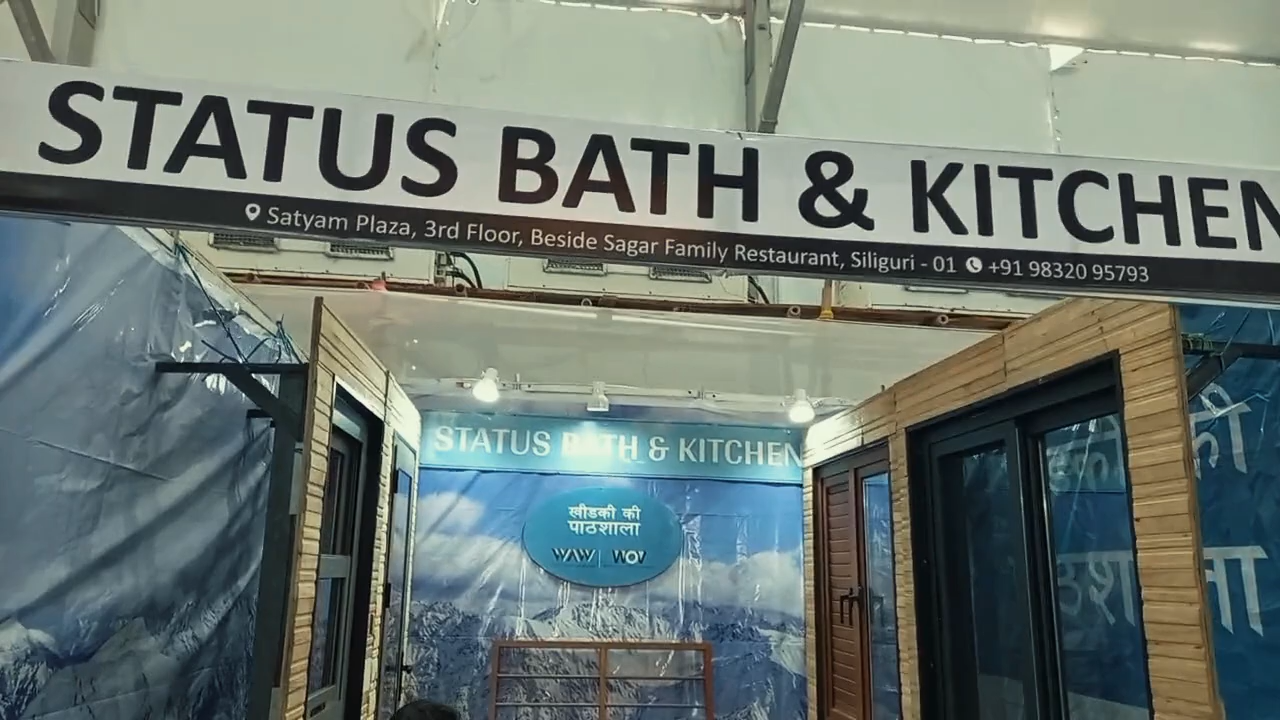 STATUS BATH & KITCHEN
Satyam Plaza, 3rd Floor, Beside Sagar Family Restaurant, Siliguri - 01 +91 98320 95793
STATUS BATH & KITCHEN
खीडकी की
पाठशाला
WAW | WOV
की
ला